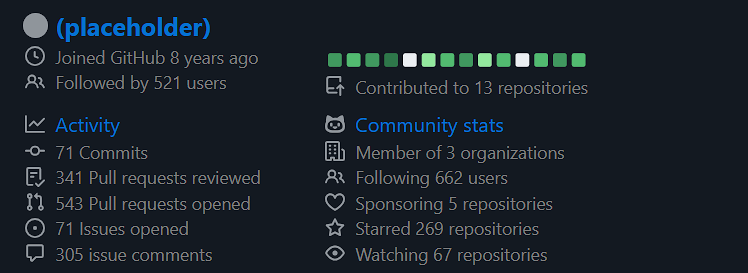 (placeholder)
Joined GitHub 8 years ago
Followed by 521 users
Contributed to 13 repositories
Activity
71 Commits
341 Pull requests reviewed
543 Pull requests opened
71 Issues opened
305 issue comments
Community stats
Member of 3 organizations
Following 662 users
Sponsoring 5 repositories
Starred 269 repositories
Watching 67 repositories